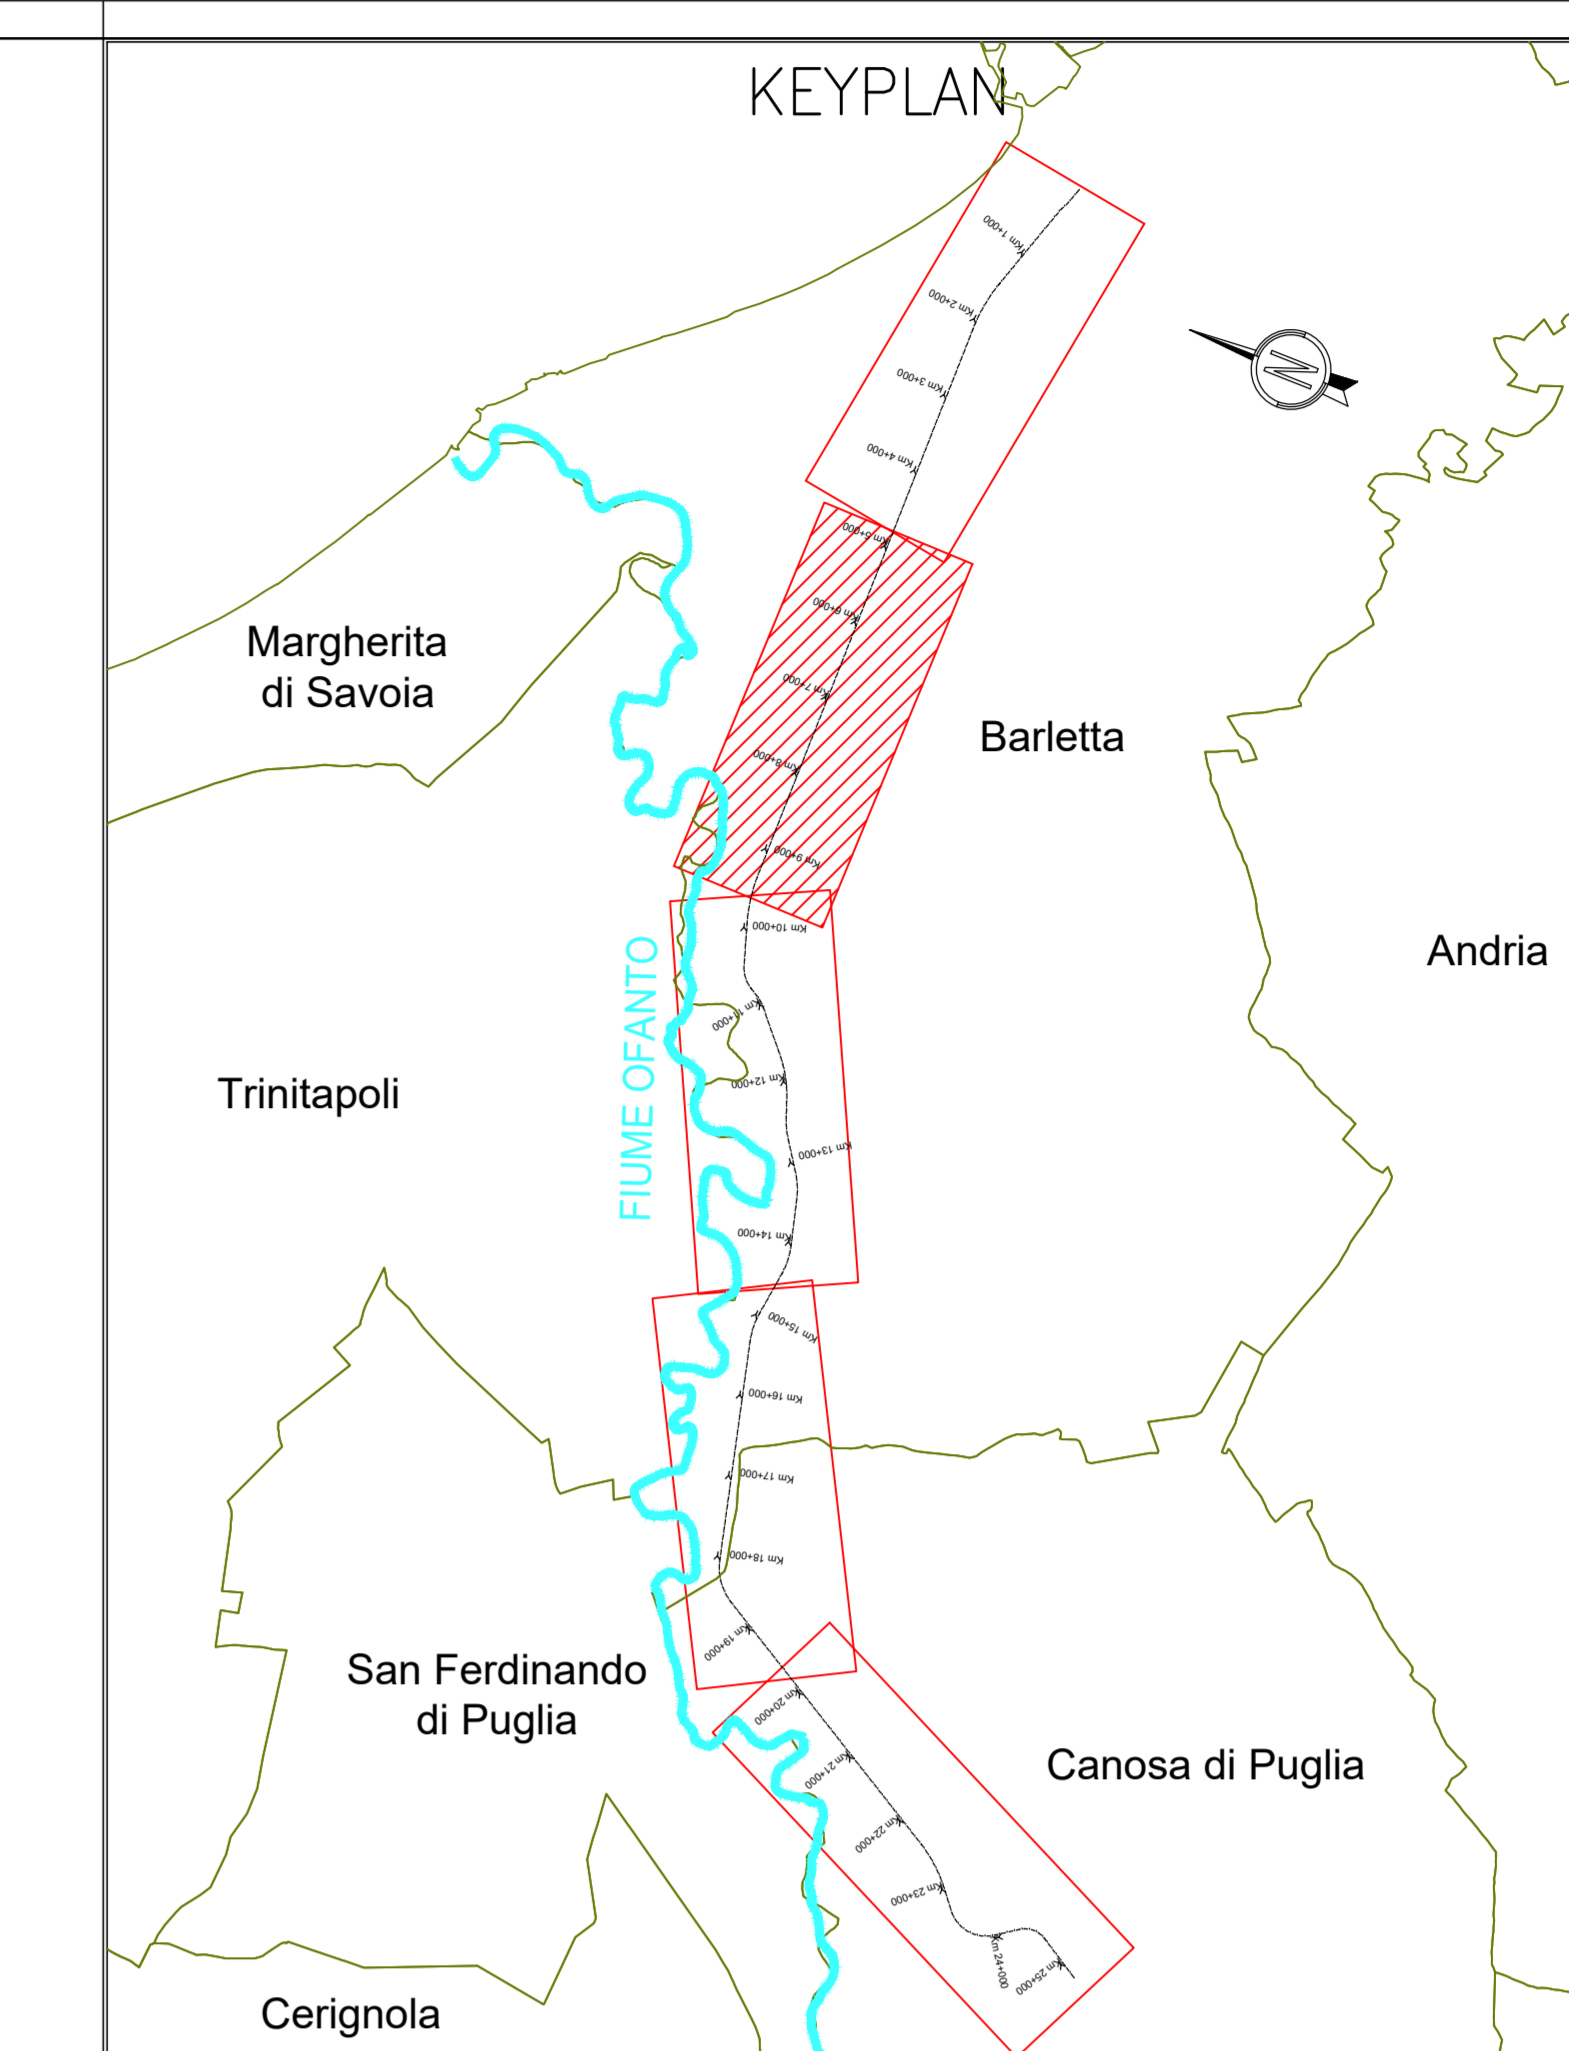 KEYPLAN
Km 1+000
Km 2+000
N
Km 3+000
Km 4+000
Km 5+000
Km 6+000
Margherita
di Savoia
Km 7+000
Barletta
Km 8+000
Km 9+000
Km 10+000
Andria
FIUME OFANTO
Km 11+000
Km 12+000
Trinitapoli
Km 13+000
Km 14+000
Km 15+000
Km 16+000
Km 17+000
Km 18+000
Km 19+000
San Ferdinando
di Puglia
Km 20+000
Km 21+000
Canosa di Puglia
Km 22+000
Km 23+000
Km 24+000
Km 25+000
Cerignola